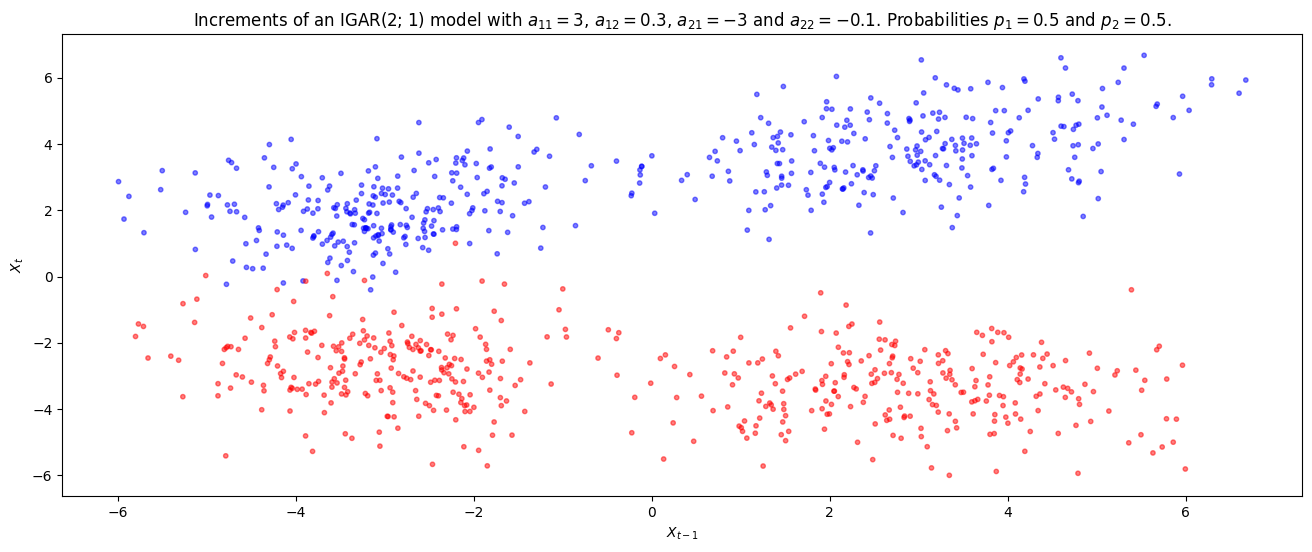 Increments of an IGAR(2; 1) model with a₁₁ = 3, a₁₂ = 0.3, a₂₁ = −3 and a₂₂ = −0.1. Probabilities p₁ = 0.5 and p₂ = 0.5.
6
4
2
0
−2
−4
−6
X_t
−6 −4 −2 0 2 4 6
X_{t−1}